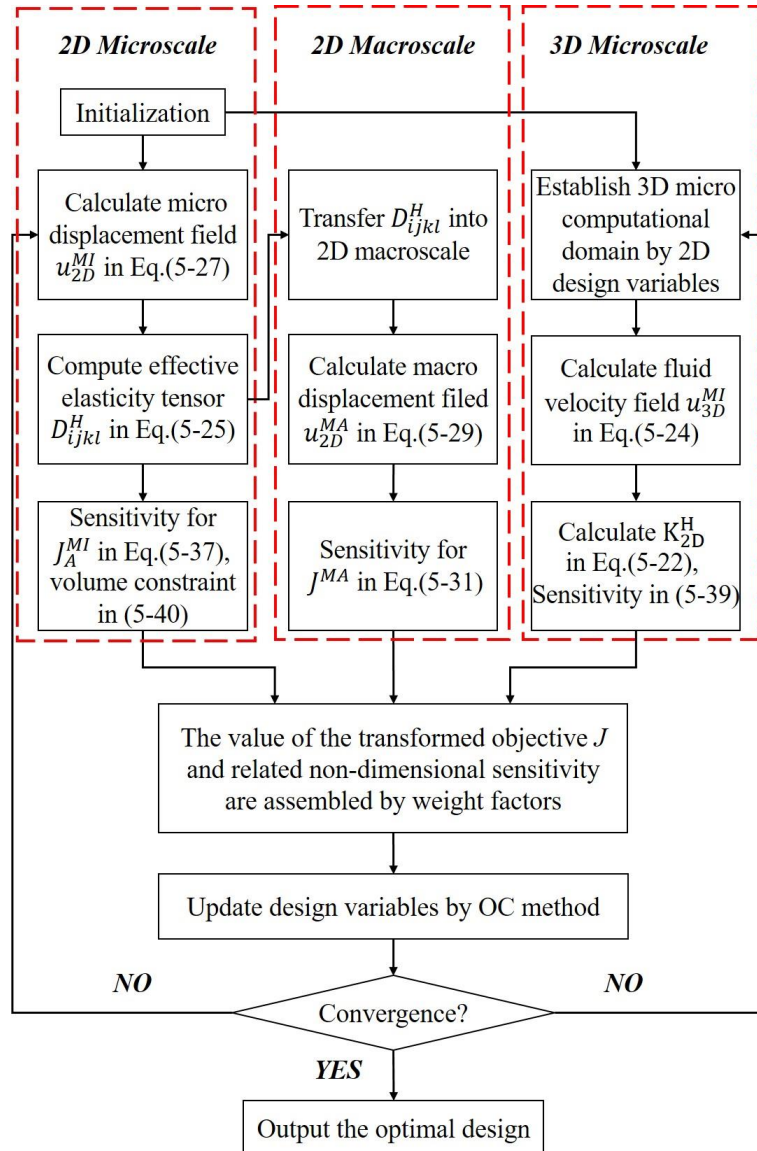 2D Microscale
2D Macroscale
3D Microscale
Initialization
Calculate micro
displacement field
u_{2D}^{MI} in Eq.(5-27)
Compute effective
elasticity tensor
D_{ijkl}^{H} in Eq.(5-25)
Sensitivity for
J_{A}^{MI} in Eq.(5-37),
volume constraint
in (5-40)
Transfer D_{ijkl}^{H} into
2D macroscale
Calculate macro
displacement filed
u_{2D}^{MA} in Eq.(5-29)
Sensitivity for
J^{MA} in Eq.(5-31)
Establish 3D micro
computational
domain by 2D
design variables
Calculate fluid
velocity field u_{3D}^{MI}
in Eq.(5-24)
Calculate K_{2D}^{H}
in Eq.(5-22),
Sensitivity in (5-39)
The value of the transformed objective J
and related non-dimensional sensitivity
are assembled by weight factors
Update design variables by OC method
NO
Convergence?
NO
YES
Output the optimal design